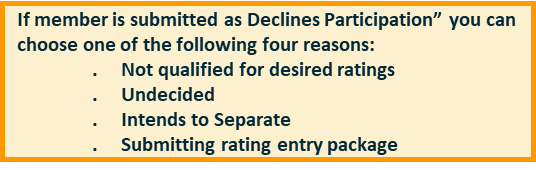 If member is submitted as Declines Participation” you can
choose one of the following four reasons:
. Not qualified for desired ratings
. Undecided
. Intends to Separate
. Submitting rating entry package